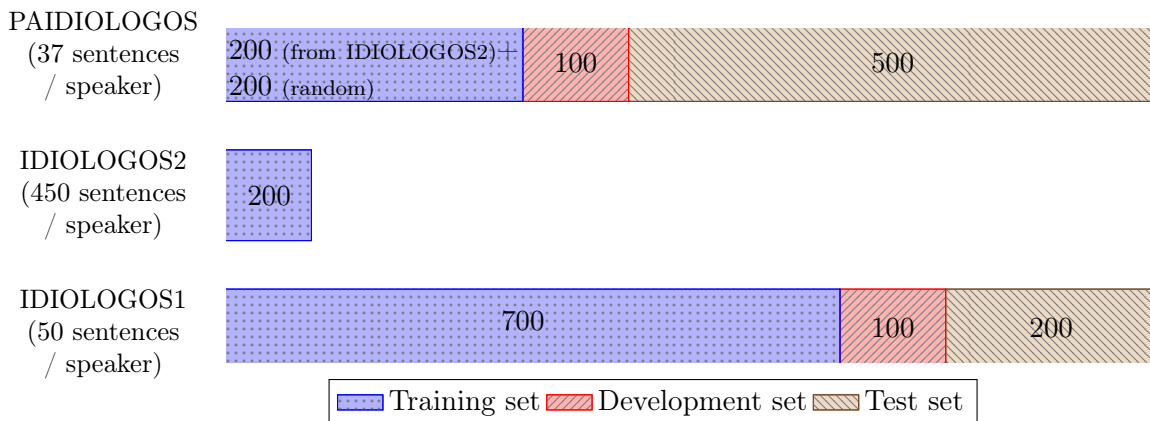 PAIDIOLOGOS
(37 sentences
/ speaker)
200 (from IDIOLOGOS2)+
200 (random)
100
500
IDIOLOGOS2
(450 sentences
/ speaker)
200
IDIOLOGOS1
(50 sentences
/ speaker)
700
100
200
Training set
Development set
Test set